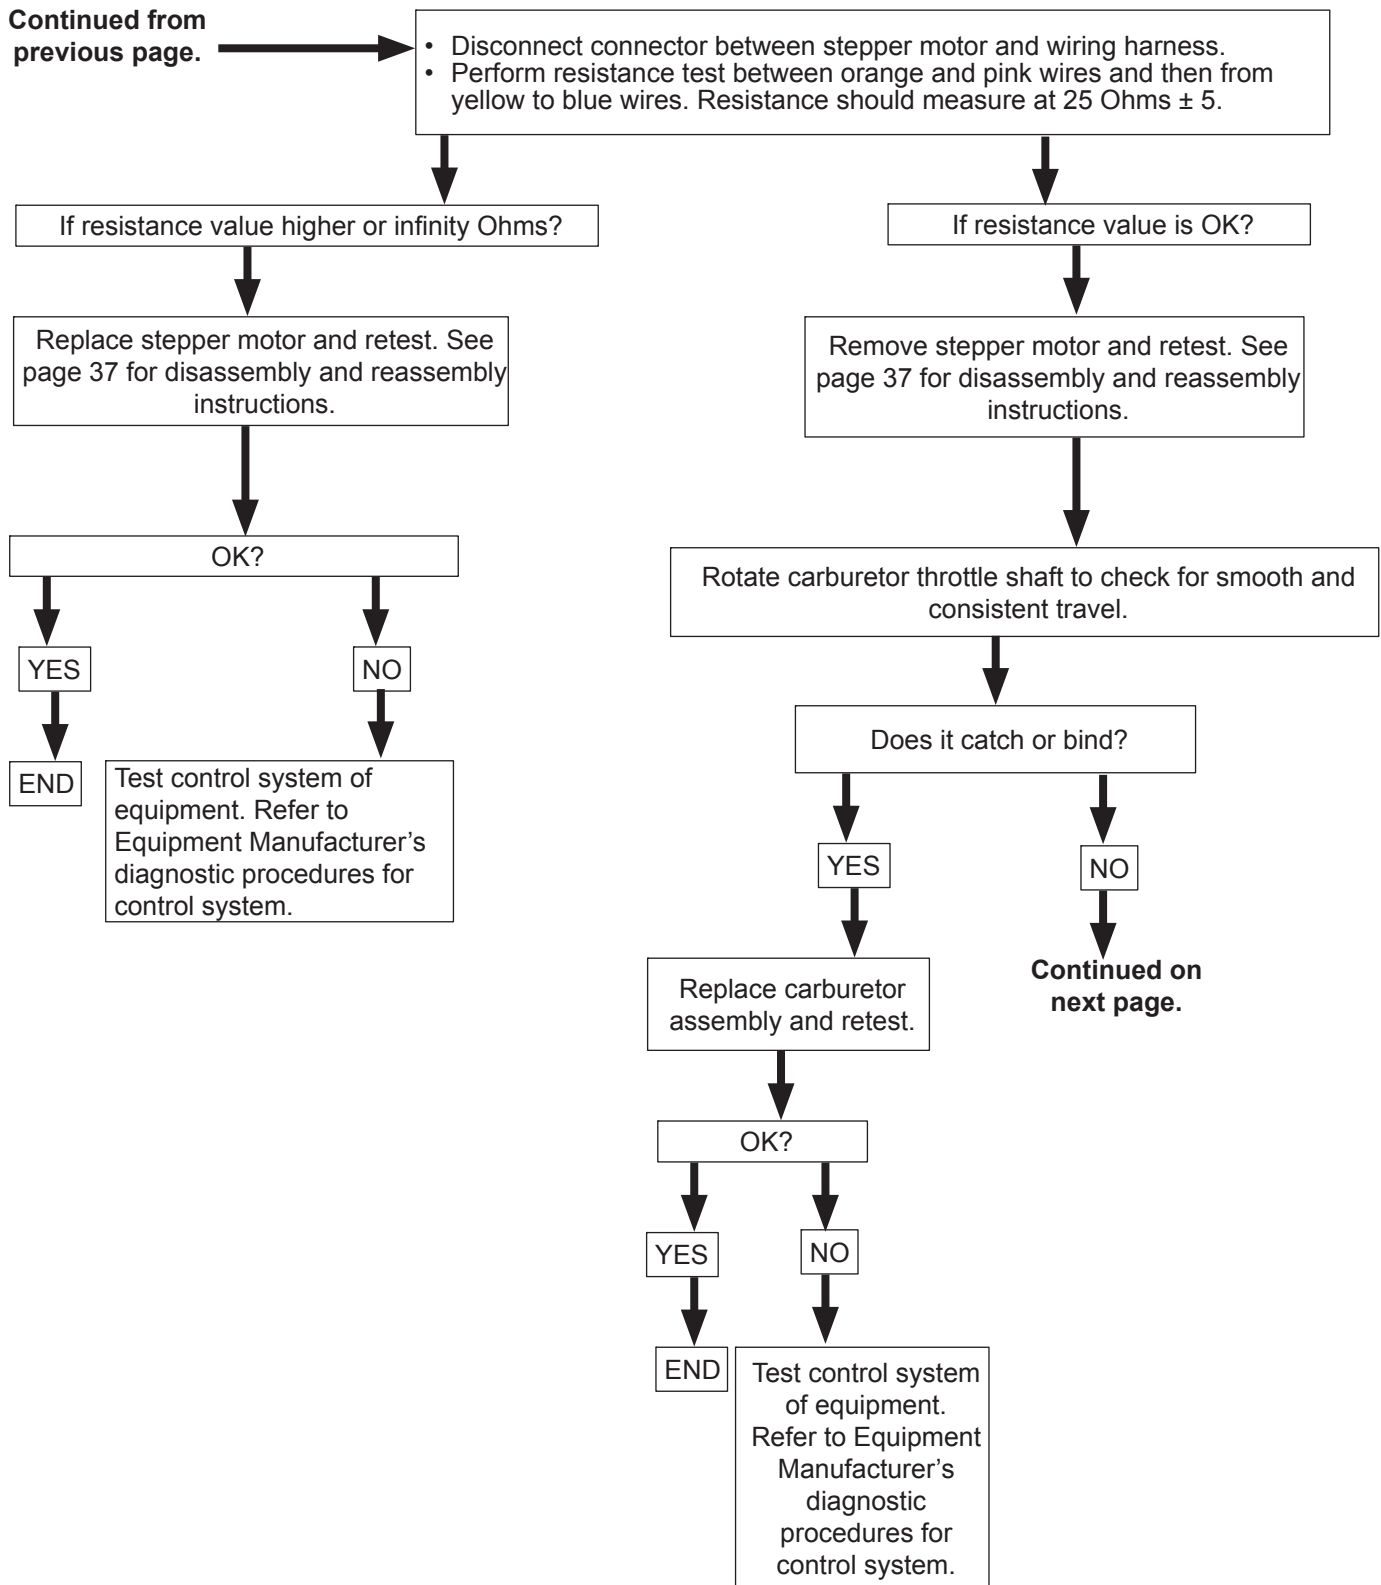 Continued from
previous page.
• Disconnect connector between stepper motor and wiring harness.
• Perform resistance test between orange and pink wires and then from
yellow to blue wires. Resistance should measure at 25 Ohms ± 5.
If resistance value higher or infinity Ohms?
If resistance value is OK?
Replace stepper motor and retest. See
page 37 for disassembly and reassembly
instructions.
Remove stepper motor and retest. See
page 37 for disassembly and reassembly
instructions.
OK?
Rotate carburetor throttle shaft to check for smooth and
consistent travel.
YES
NO
Does it catch or bind?
END
Test control system of
equipment. Refer to
Equipment Manufacturer’s
diagnostic procedures for
control system.
YES
NO
Replace carburetor
assembly and retest.
Continued on
next page.
OK?
YES
NO
END
Test control system
of equipment.
Refer to Equipment
Manufacturer’s
diagnostic
procedures for
control system.